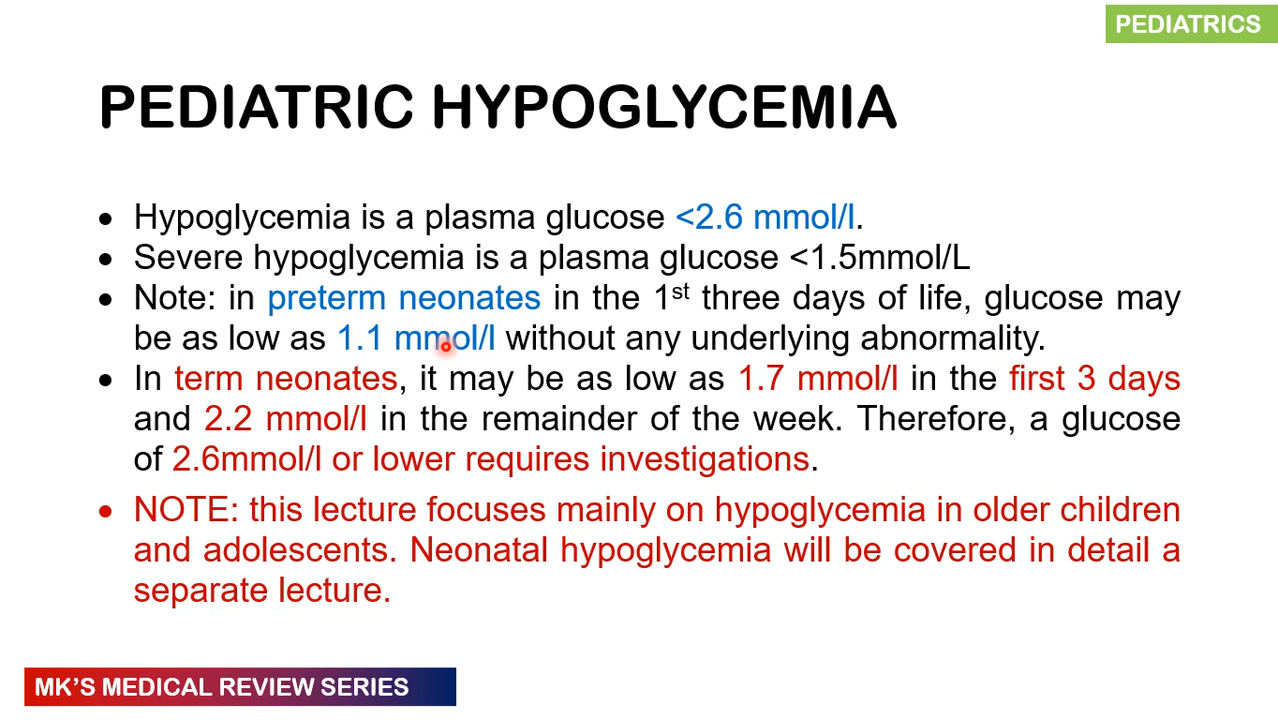 PEDIATRICS
PEDIATRIC HYPOGLYCEMIA
• Hypoglycemia is a plasma glucose <2.6 mmol/l.
• Severe hypoglycemia is a plasma glucose <1.5mmol/L
• Note: in preterm neonates in the 1st three days of life, glucose may
be as low as 1.1 mmol/l without any underlying abnormality.
• In term neonates, it may be as low as 1.7 mmol/l in the first 3 days
and 2.2 mmol/l in the remainder of the week. Therefore, a glucose
of 2.6mmol/l or lower requires investigations.
• NOTE: this lecture focuses mainly on hypoglycemia in older children
and adolescents. Neonatal hypoglycemia will be covered in detail a
separate lecture.
MK'S MEDICAL REVIEW SERIES